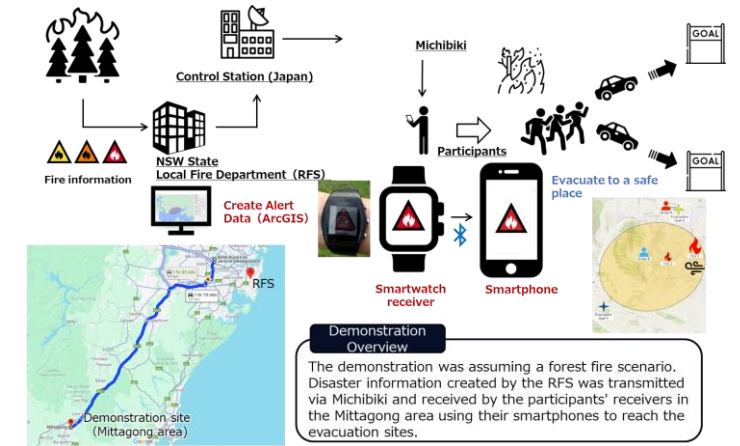 GOAL
Michibiki
Control Station (Japan)
Participants
GOAL
NSW State
Local Fire Department (RFS)
Fire information
Create Alert
Data (ArcGIS)
Evacuate to a safe
place
Smartwatch
receiver
Smartphone
RFS
Demonstration site
(Mittagong area)
Demonstration
Overview
The demonstration was assuming a forest fire scenario.
Disaster information created by the RFS was transmitted
via Michibiki and received by the participants' receivers in
the Mittagong area using their smartphones to reach the
evacuation sites.